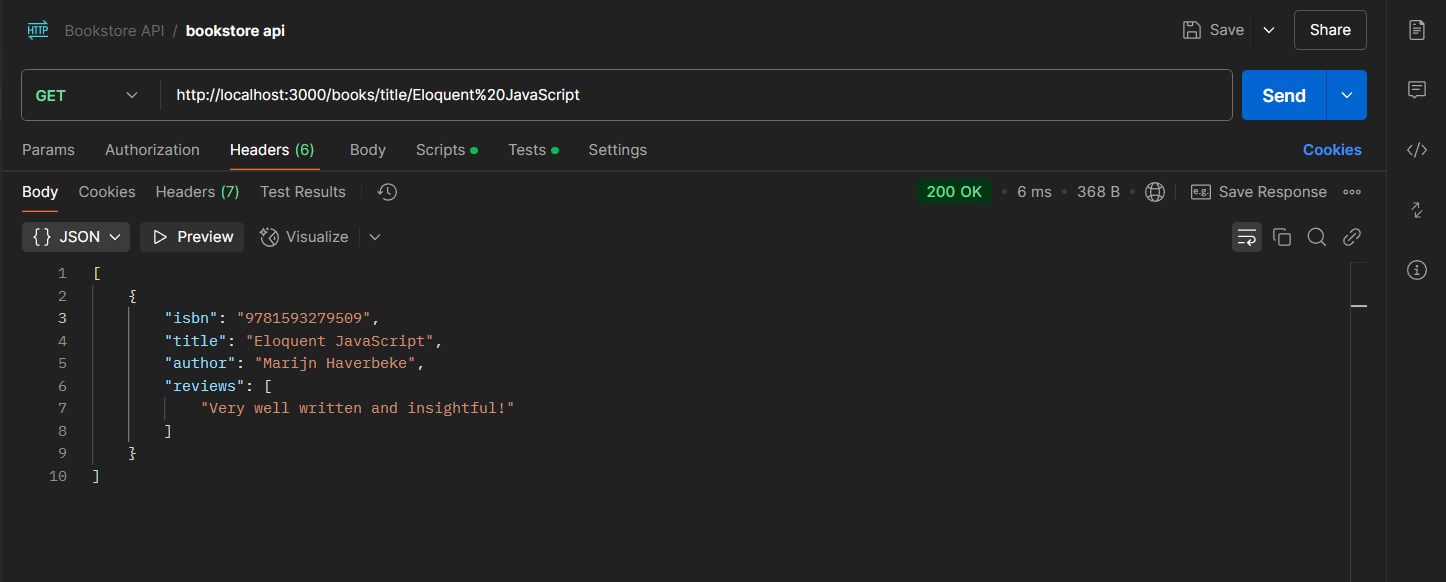 HTTP Bookstore API / bookstore api Save Share
GET http://localhost:3000/books/title/Eloquent%20JavaScript Send
Params Authorization Headers (6) Body Scripts Tests Settings Cookies
Body Cookies Headers (7) Test Results 200 OK 6 ms 368 B e.g. Save Response
{} JSON Preview Visualize
1 [
2 {
3 "isbn": "9781593279509",
4 "title": "Eloquent JavaScript",
5 "author": "Marijn Haverbeke",
6 "reviews": [
7 "Very well written and insightful!"
8 ]
9 }
10 ]